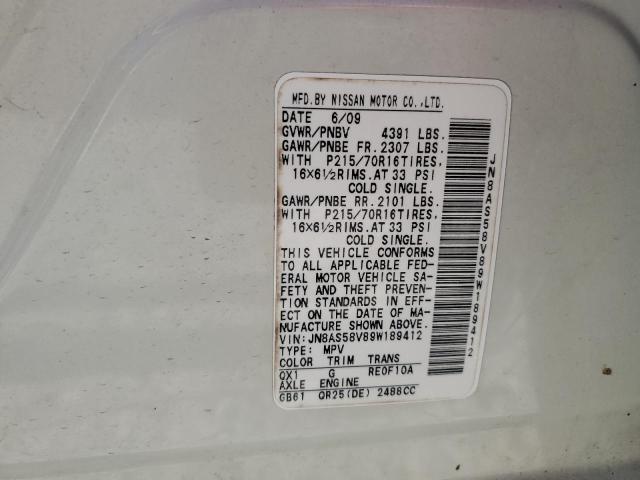 MFD.BY NISSAN MOTOR CO.,LTD.
DATE 6/09
GVWR/PNBV 4391 LBS.
GAWR/PNBE FR.2307 LBS.
WITH P215/70R16TIRES,
16X6½RIMS.AT 33 PSI
COLD SINGLE.
GAWR/PNBE RR.2101 LBS.
WITH P215/70R16TIRES,
16X6½RIMS.AT 33 PSI
COLD SINGLE.
THIS VEHICLE CONFORMS
TO ALL APPLICABLE FED-
ERAL MOTOR VEHICLE SA-
FETY AND THEFT PREVEN-
TION STANDARDS IN EFF-
ECT ON THE DATE OF MA-
NUFACTURE SHOWN ABOVE.
VIN:JN8AS58V89W189412
TYPE: MPV
COLOR TRIM TRANS
QX1 G RE0F10A
AXLE ENGINE
GB61 QR25(DE) 2488CC
JN8AS58V89W189412